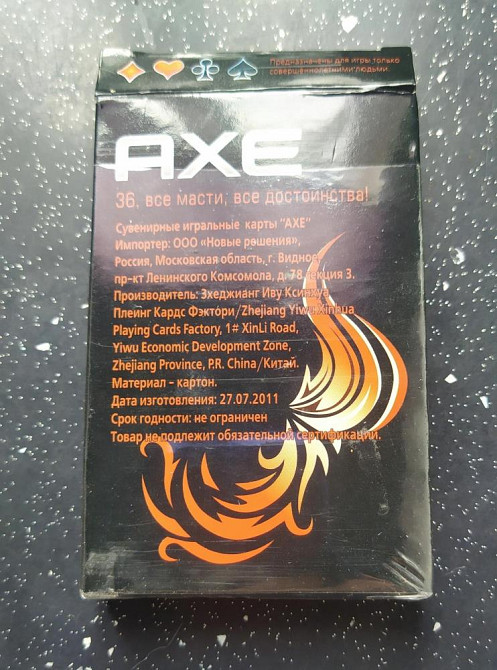 Предназначены для игры только
совершеннолетними людьми.
AXE
36, все масти, все достоинства!
Сувенирные игральные карты "AXE"
Импортер: ООО «Новые решения»,
Россия, Московская область, г. Видное,
пр-кт Ленинского Комсомола, д. 78, секция 3.
Производитель: Зхеджианг Иву Ксинхуа
Плеинг Кардс Фэктори/Zhejiang Yiwu Xinhua
Playing Cards Factory, 1# XinLi Road,
Yiwu Economic Development Zone,
Zhejiang Province, P.R. China/Китай.
Материал - картон.
Дата изготовления: 27.07.2011
Срок годности: не ограничен
Товар не подлежит обязательной сертификации.